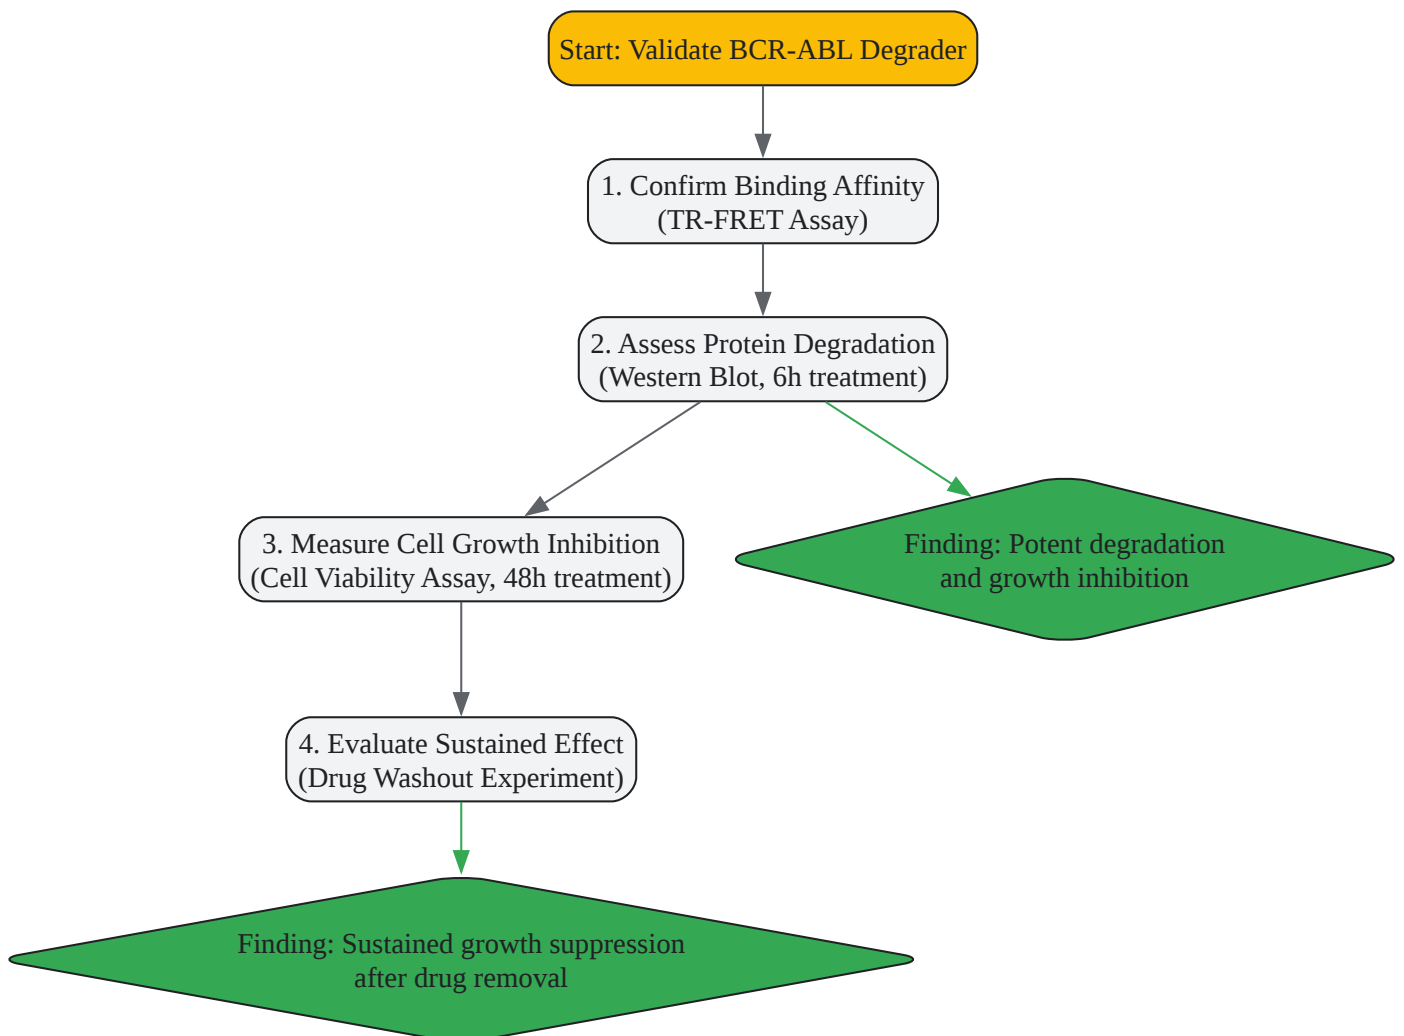 Start: Validate BCR-ABL Degrader
1. Confirm Binding Affinity
(TR-FRET Assay)
2. Assess Protein Degradation
(Western Blot, 6h treatment)
3. Measure Cell Growth Inhibition
(Cell Viability Assay, 48h treatment)
Finding: Potent degradation
and growth inhibition
4. Evaluate Sustained Effect
(Drug Washout Experiment)
Finding: Sustained growth suppression
after drug removal